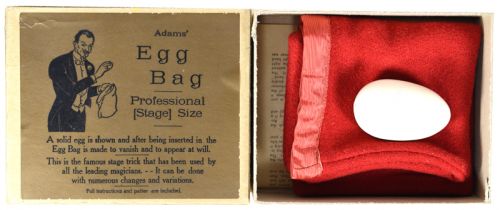 Adams'
Egg
Bag
Professional
[Stage] Size
A solid egg is shown and after being inserted in the
Egg Bag is made to vanish and to appear at will.
This is the famous stage trick that has been used by
all the leading magicians. -- It can be done
with numerous changes and variations.
Full instructions and patter are included.